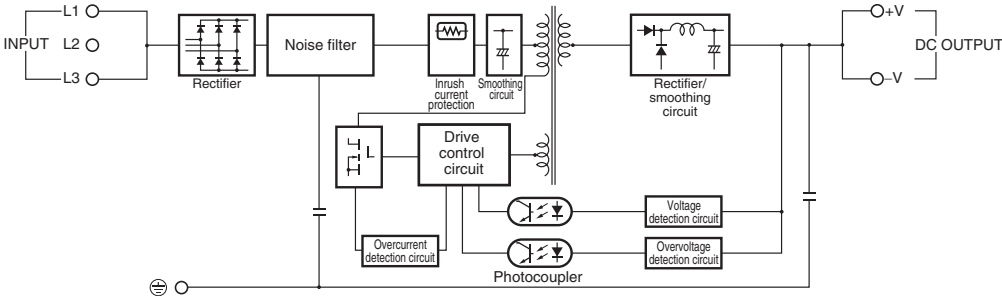 L1
INPUT
L2
L3
Rectifier
Noise filter
Inrush
current
protection
Smoothing
circuit
Rectifier/
smoothing
circuit
+V
DC OUTPUT
–V
Drive
control
circuit
Overcurrent
detection circuit
Voltage
detection circuit
Overvoltage
detection circuit
Photocoupler